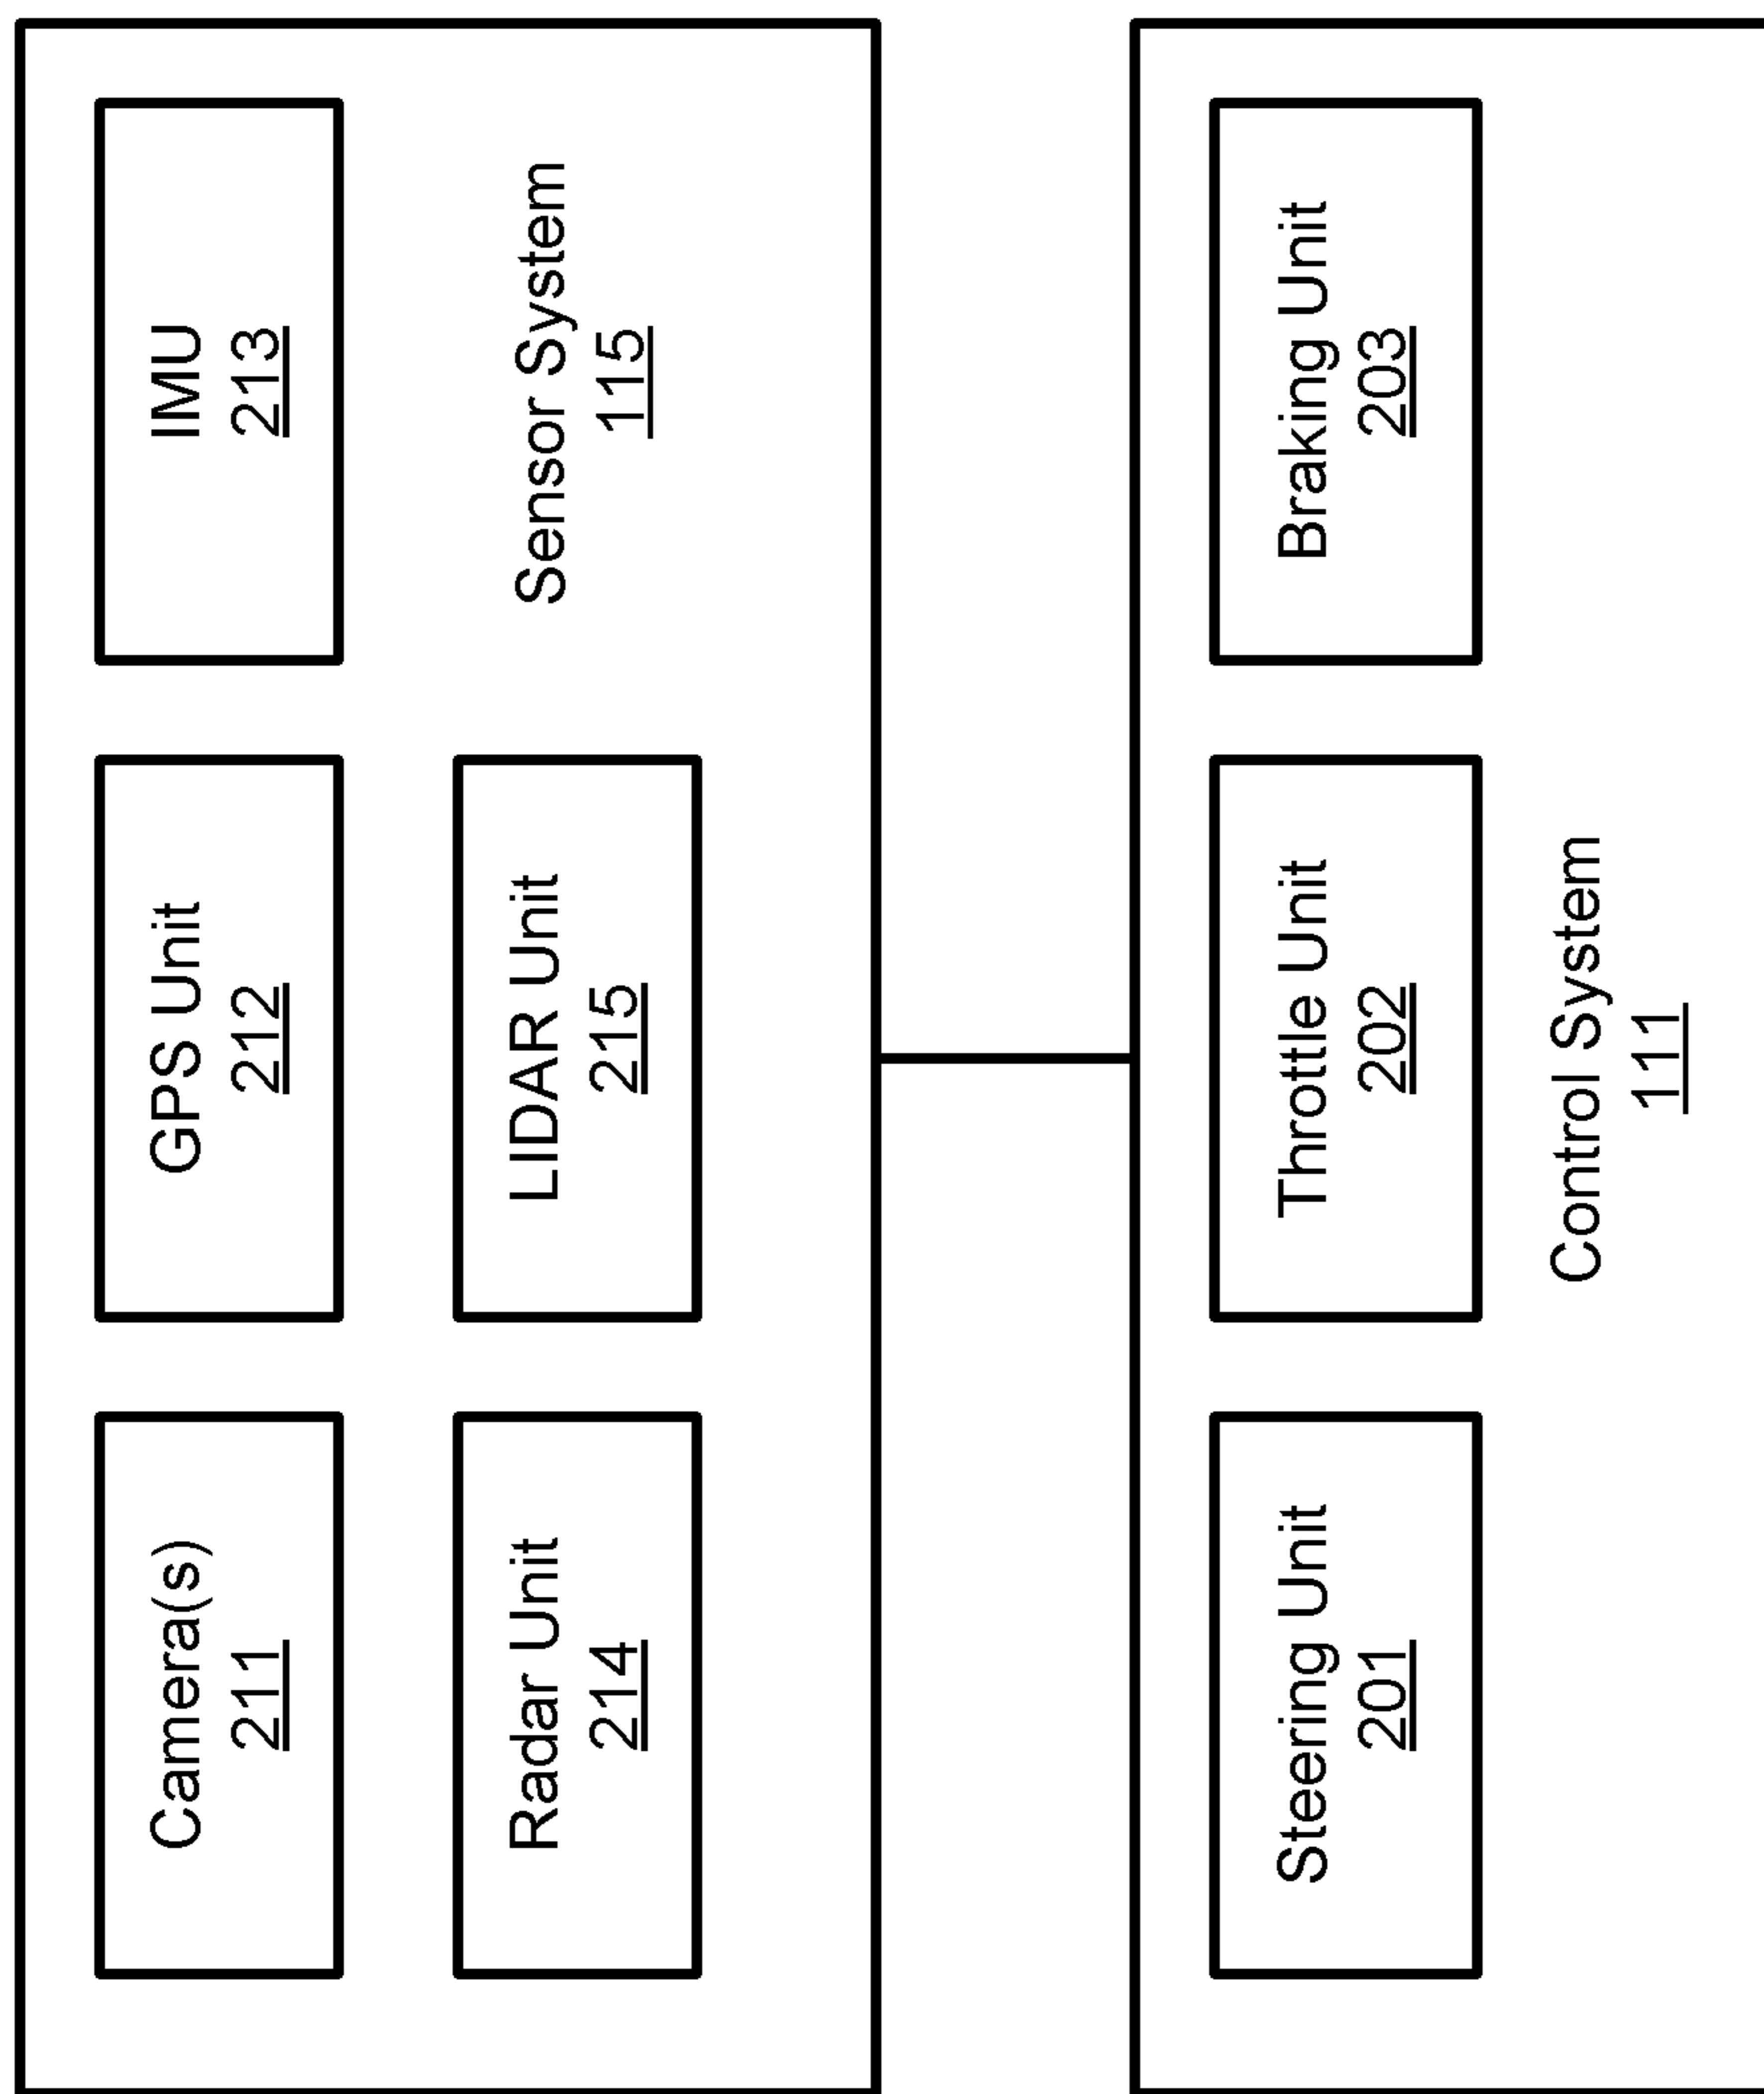 Camera(s)
211
GPS Unit
212
IMU
213
Radar Unit
214
LIDAR Unit
215
Sensor System
115
Steering Unit
201
Throttle Unit
202
Braking Unit
203
Control System
111